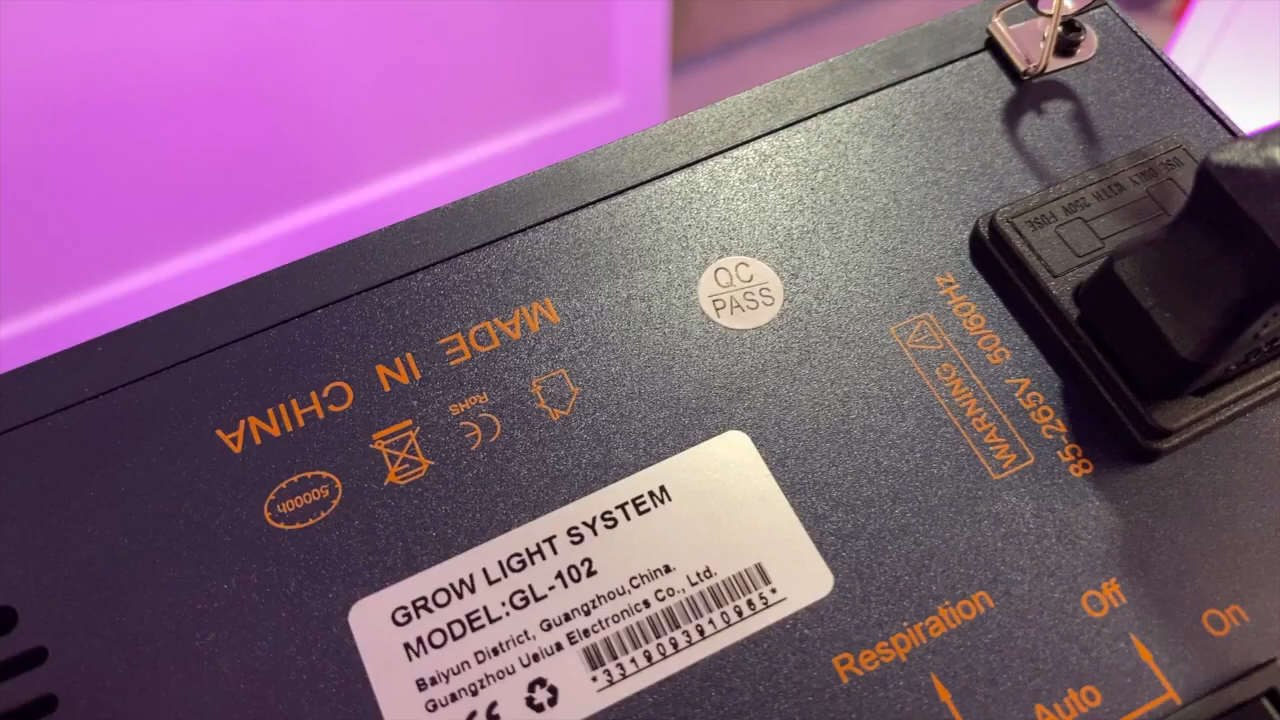 USE ONLY WITH 250V FUSE
QC
PASS
85-265V 50/60Hz
WARNING
MADE IN CHINA
RoHS
50000h
GROW LIGHT SYSTEM
MODEL:GL-102
Baiyun District, Guangzhou,China.
Guangzhou Ueiua Electronics Co., Ltd.
*3319093910965*
CE
Respiration
Off
On
Auto